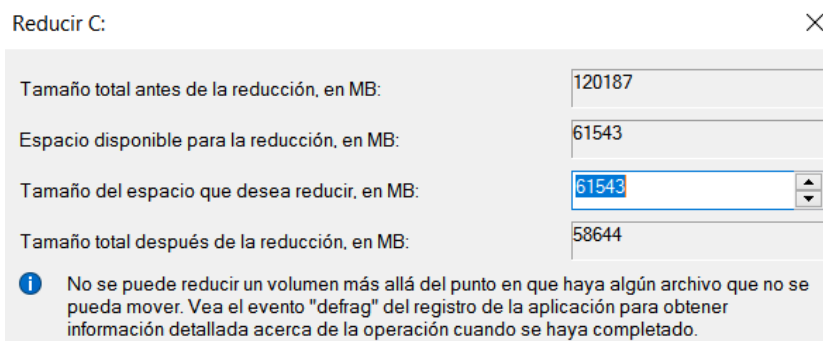 Reducir C:
Tamaño total antes de la reducción, en MB: 120187
Espacio disponible para la reducción, en MB: 61543
Tamaño del espacio que desea reducir, en MB: 61543
Tamaño total después de la reducción, en MB: 58644
No se puede reducir un volumen más allá del punto en que haya algún archivo que no se
pueda mover. Vea el evento "defrag" del registro de la aplicación para obtener
información detallada acerca de la operación cuando se haya completado.